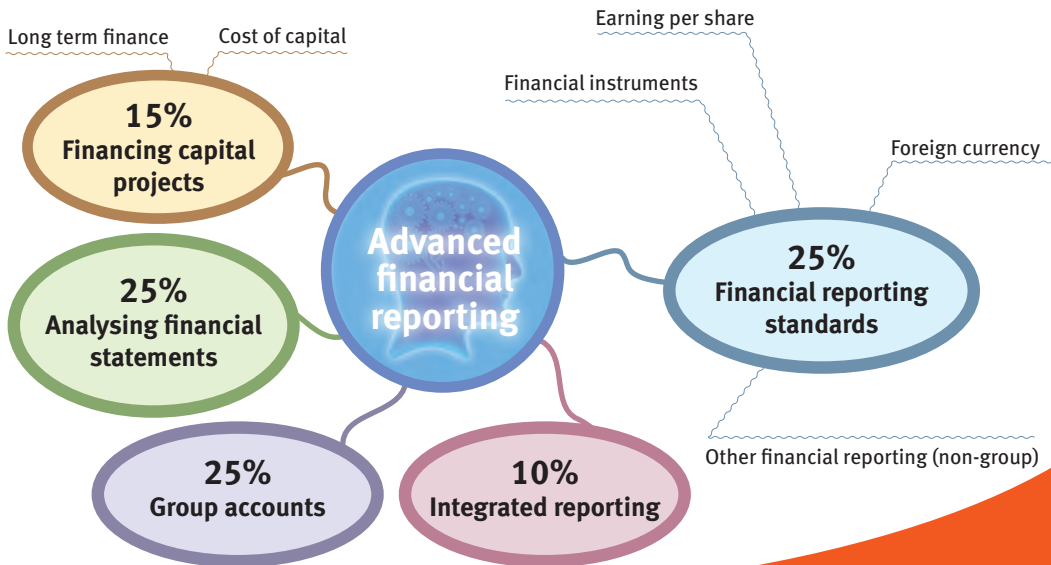 Earning per share
Long term finance
Cost of capital
Financial instruments
15%
Financing capital
projects
Foreign currency
Advanced
financial
reporting
25%
Financial reporting
standards
25%
Analysing financial
statements
25%
Group accounts
10%
Integrated reporting
Other financial reporting (non-group)